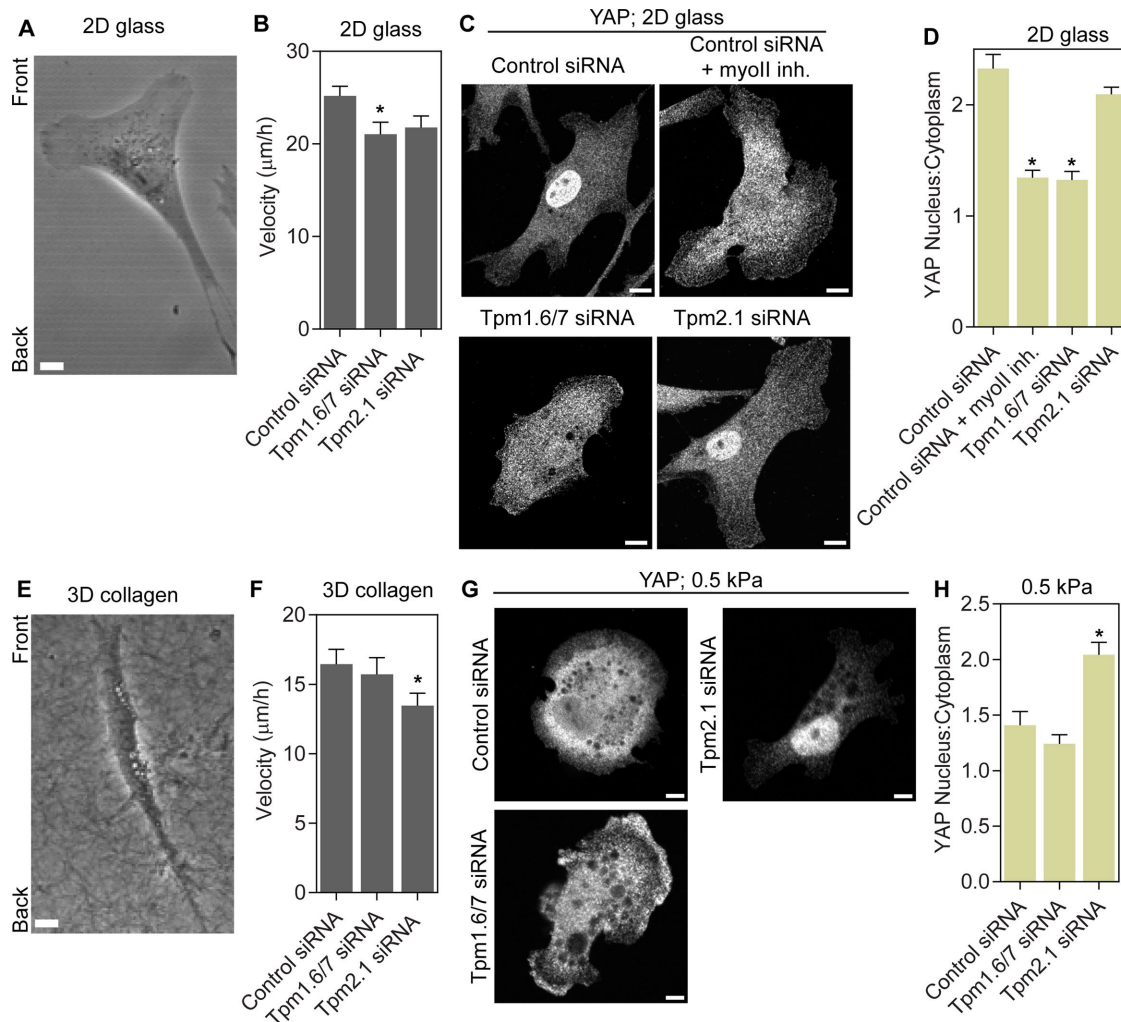 A
2D glass
Front
Back
B
2D glass
Velocity (μm/h)
30
20
10
0
*
Control siRNA
Tpm1.6/7 siRNA
Tpm2.1 siRNA
C
YAP; 2D glass
Control siRNA
Control siRNA
+ myoII inh.
Tpm1.6/7 siRNA
Tpm2.1 siRNA
D
2D glass
YAP Nucleus:Cytoplasm
2
1
0
*
*
Control siRNA
Control siRNA + myoII inh.
Tpm1.6/7 siRNA
Tpm2.1 siRNA
E
3D collagen
Front
Back
F
3D collagen
Velocity (μm/h)
20
15
10
5
0
*
Control siRNA
Tpm1.6/7 siRNA
Tpm2.1 siRNA
G
YAP; 0.5 kPa
Control siRNA
Tpm2.1 siRNA
Tpm1.6/7 siRNA
H
0.5 kPa
YAP Nucleus:Cytoplasm
2.5
2.0
1.5
1.0
0.5
0.0
*
Control siRNA
Tpm1.6/7 siRNA
Tpm2.1 siRNA